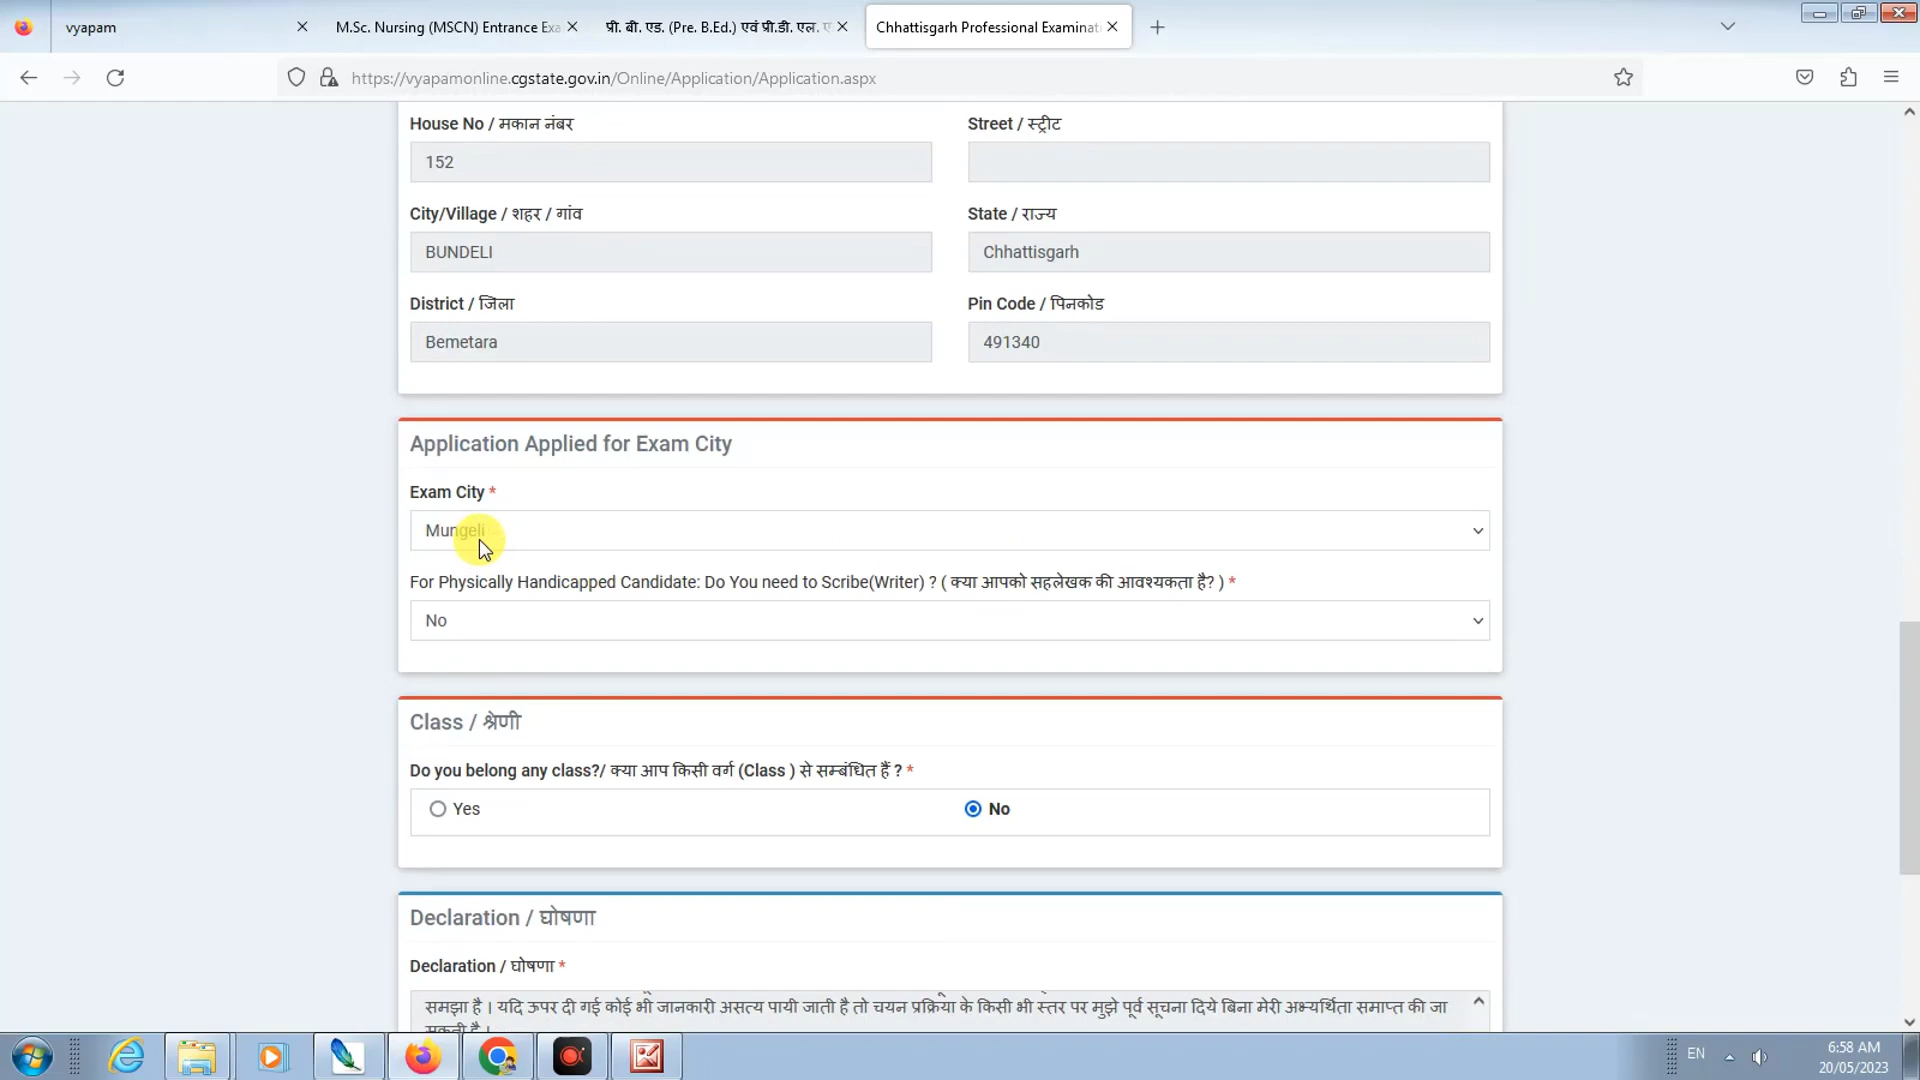 vyapam
M.Sc. Nursing (MSCN) Entrance Exa
प्री. बी. एड. (Pre. B.Ed.) एवं प्री.डी. एल. ए
Chhattisgarh Professional Examinati
https://vyapamonline.cgstate.gov.in/Online/Application/Application.aspx
House No / मकान नंबर
Street / स्ट्रीट
152
City/Village / शहर / गांव
State / राज्य
BUNDELI
Chhattisgarh
District / जिला
Pin Code / पिनकोड
Bemetara
491340
Application Applied for Exam City
Exam City *
Mungeli
For Physically Handicapped Candidate: Do You need to Scribe(Writer) ? ( क्या आपको सहलेखक की आवश्यकता है? ) *
No
Class / श्रेणी
Do you belong any class?/ क्या आप किसी वर्ग (Class ) से सम्बंधित हैं ? *
Yes
No
Declaration / घोषणा
Declaration / घोषणा *
समझा है । यदि ऊपर दी गई कोई भी जानकारी असत्य पायी जाती है तो चयन प्रक्रिया के किसी भी स्तर पर मुझे पूर्व सूचना दिये बिना मेरी अभ्यर्थिता समाप्त की जा
सकती है ।
EN
6:58 AM
20/05/2023